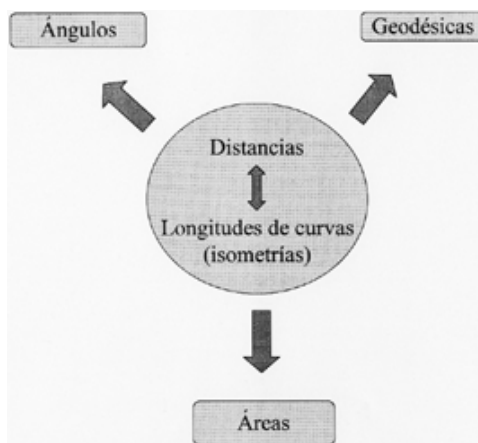 Ángulos
Geodésicas
Distancias
Longitudes de curvas
(isometrías)
Áreas